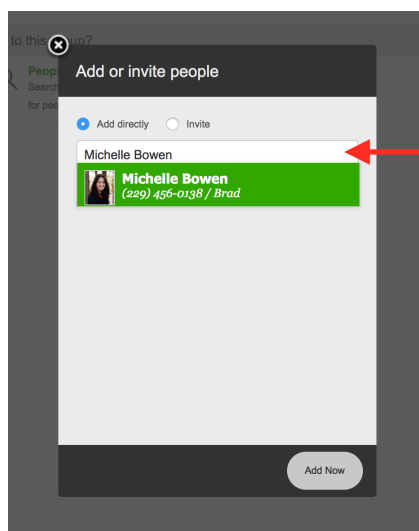 to this group?
People
Search
for peo
Add or invite people
Add directly
Invite
Michelle Bowen
Michelle Bowen
(229) 456-0138 / Brad
Add Now